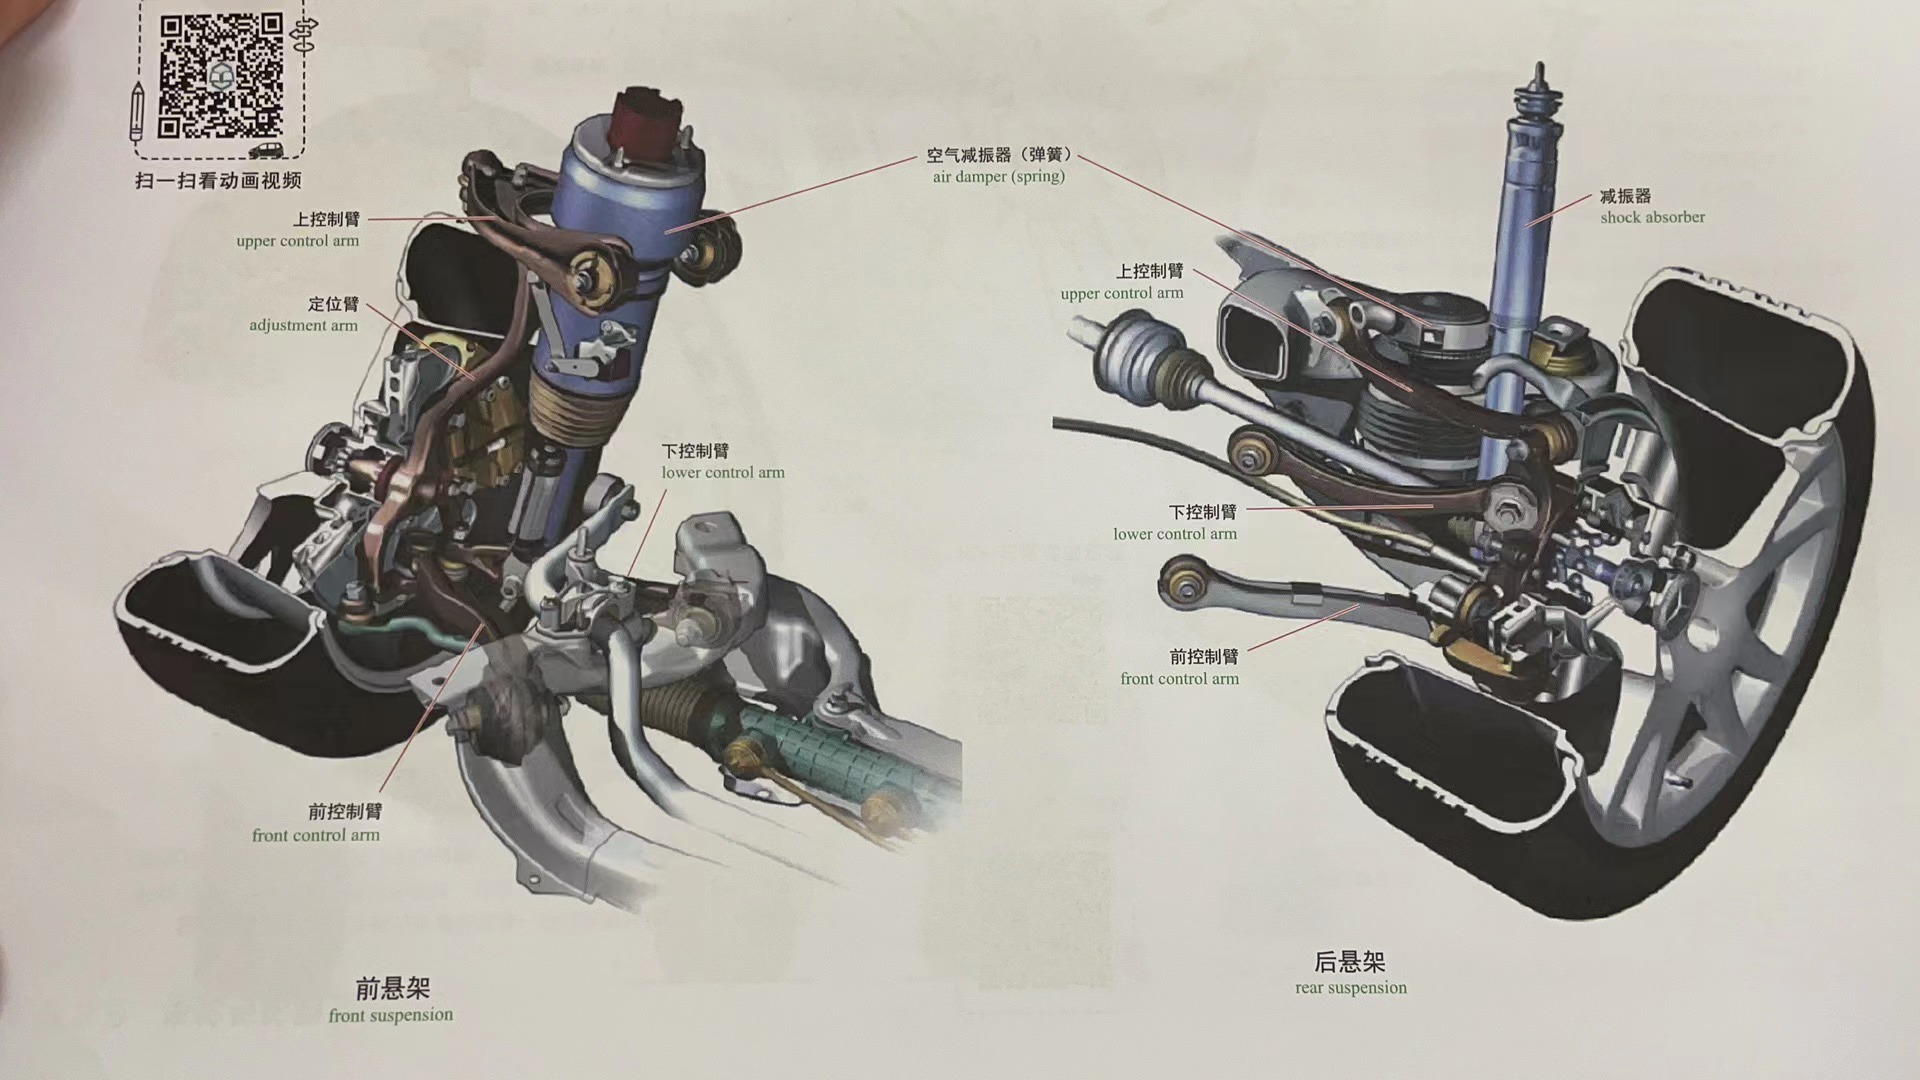 扫一扫看动画视频
上控制臂
upper control arm
定位臂
adjustment arm
下控制臂
lower control arm
前控制臂
front control arm
前悬架
front suspension
空气减振器（弹簧）
air damper (spring)
减振器
shock absorber
上控制臂
upper control arm
下控制臂
lower control arm
前控制臂
front control arm
后悬架
rear suspension